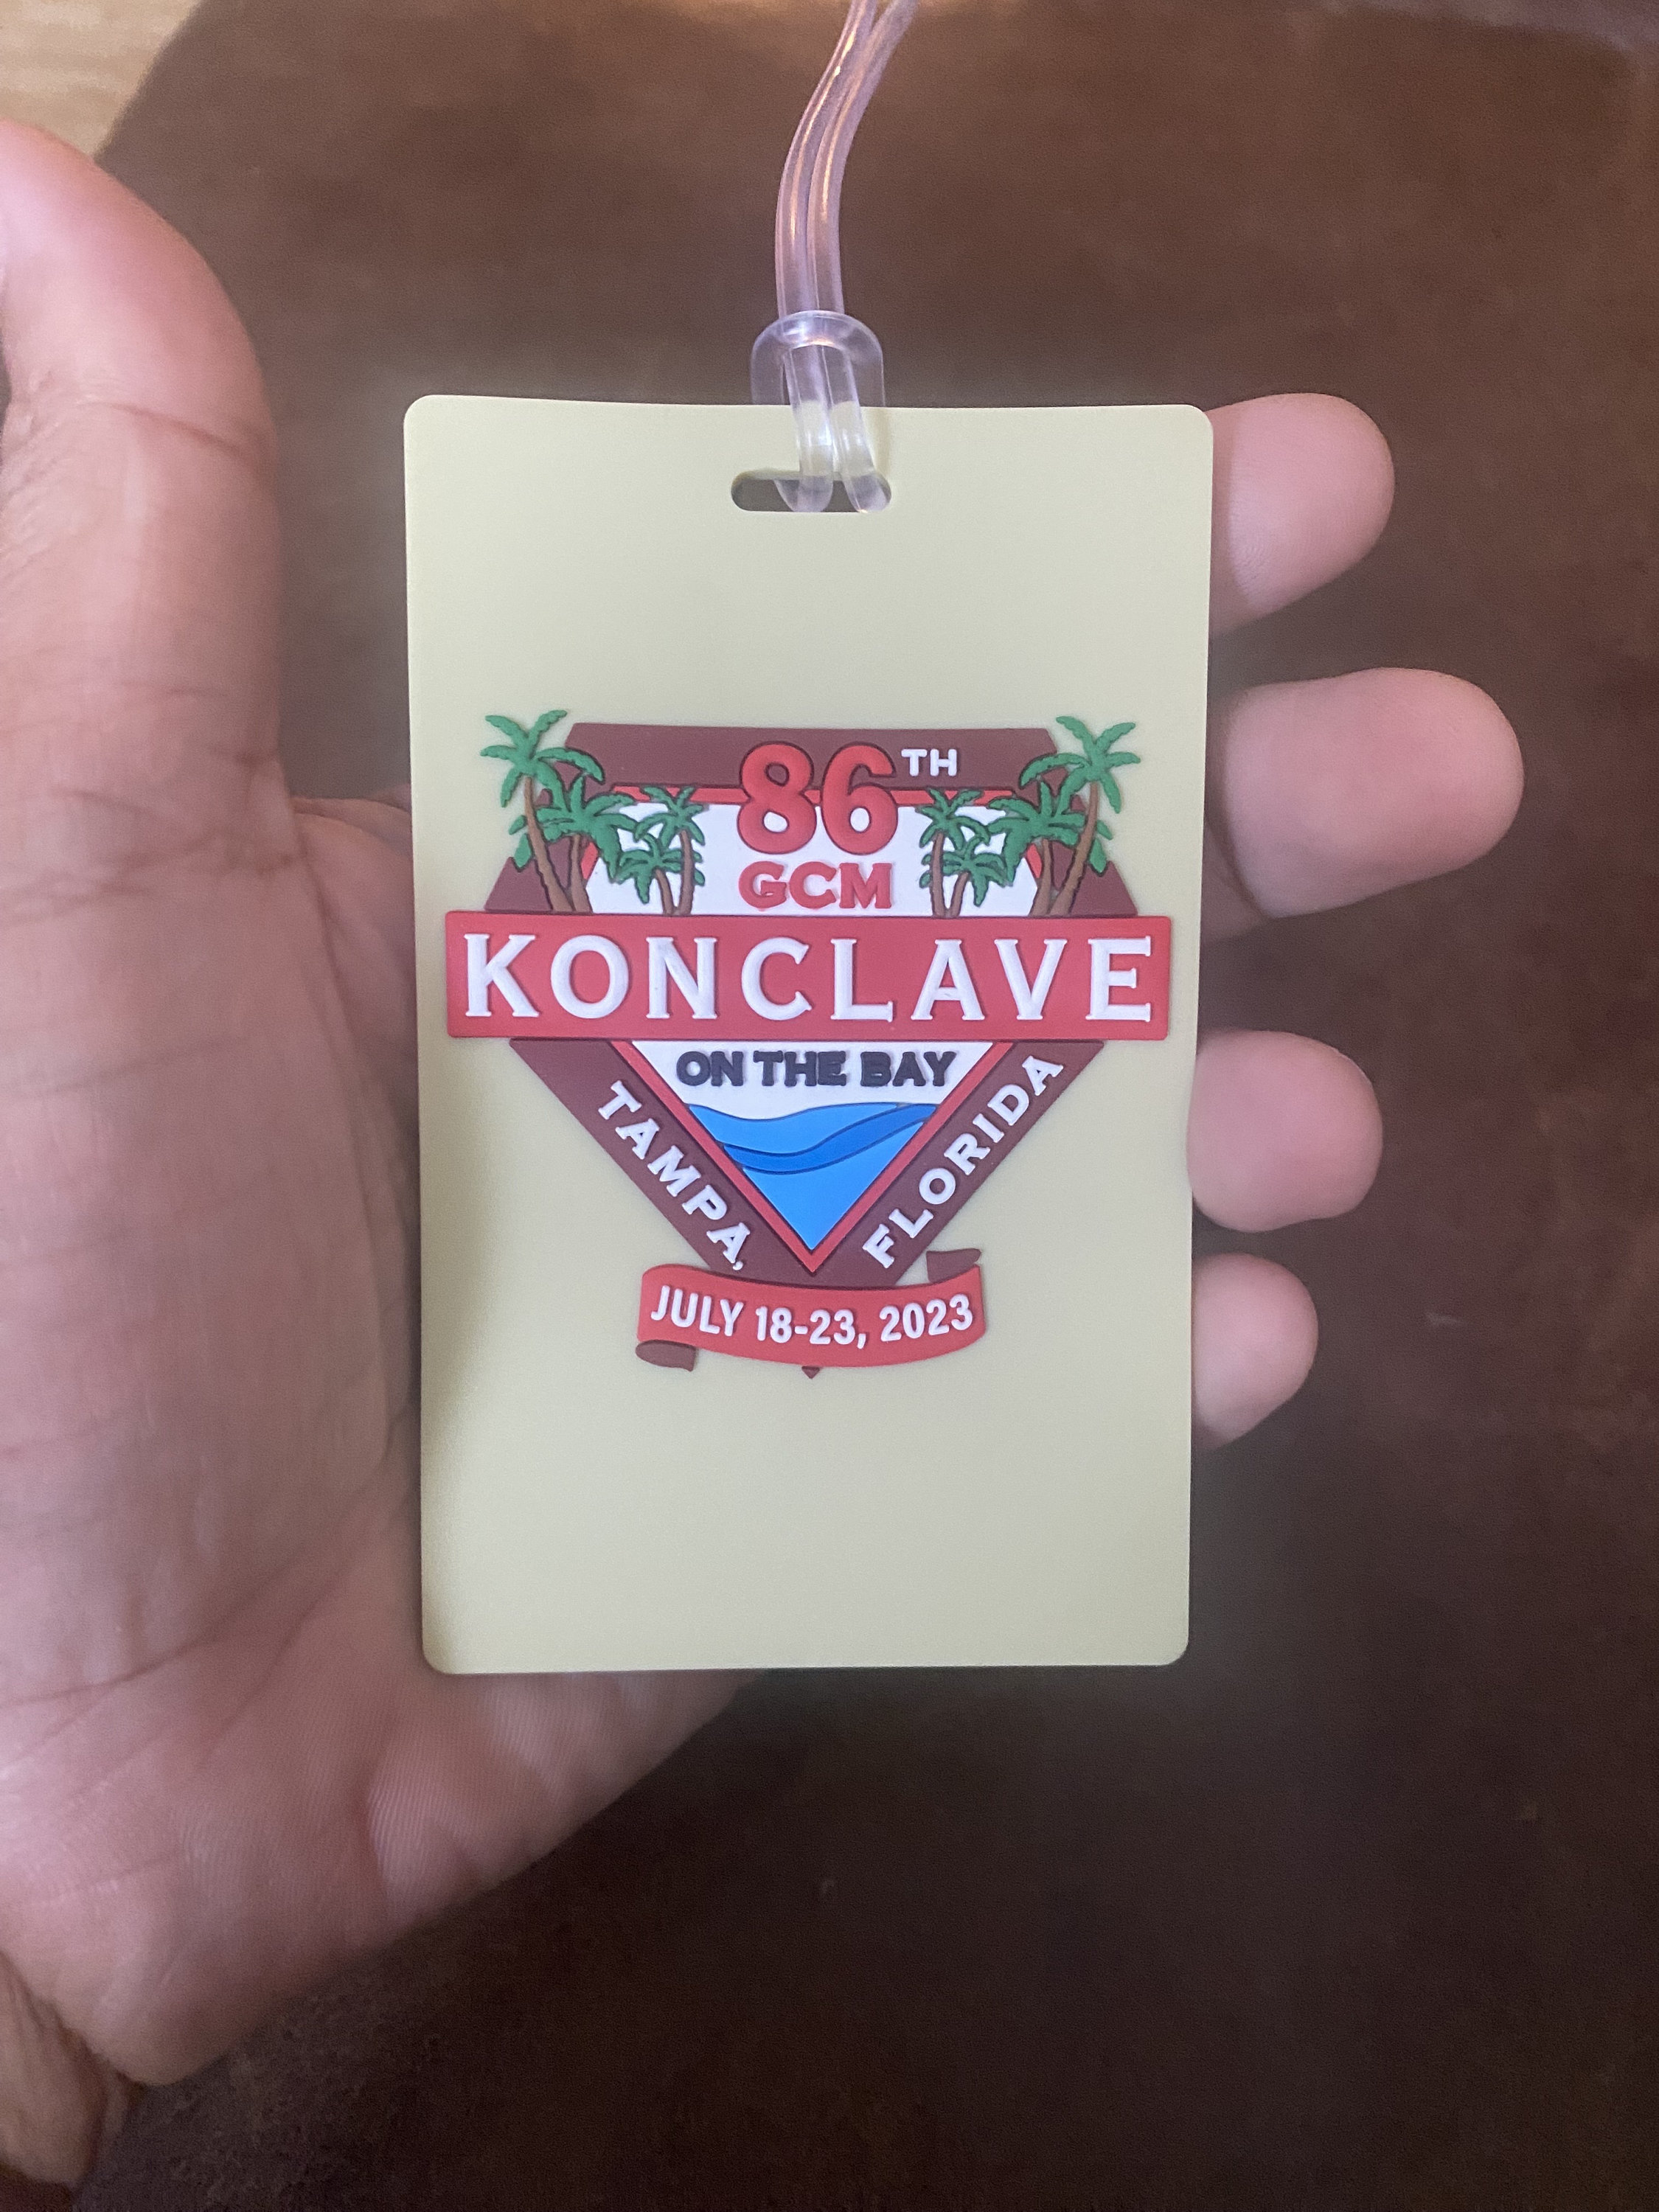 86TH
GCM
KONCLAVE
ON THE BAY
TAMPA,
FLORIDA
JULY 18-23, 2023